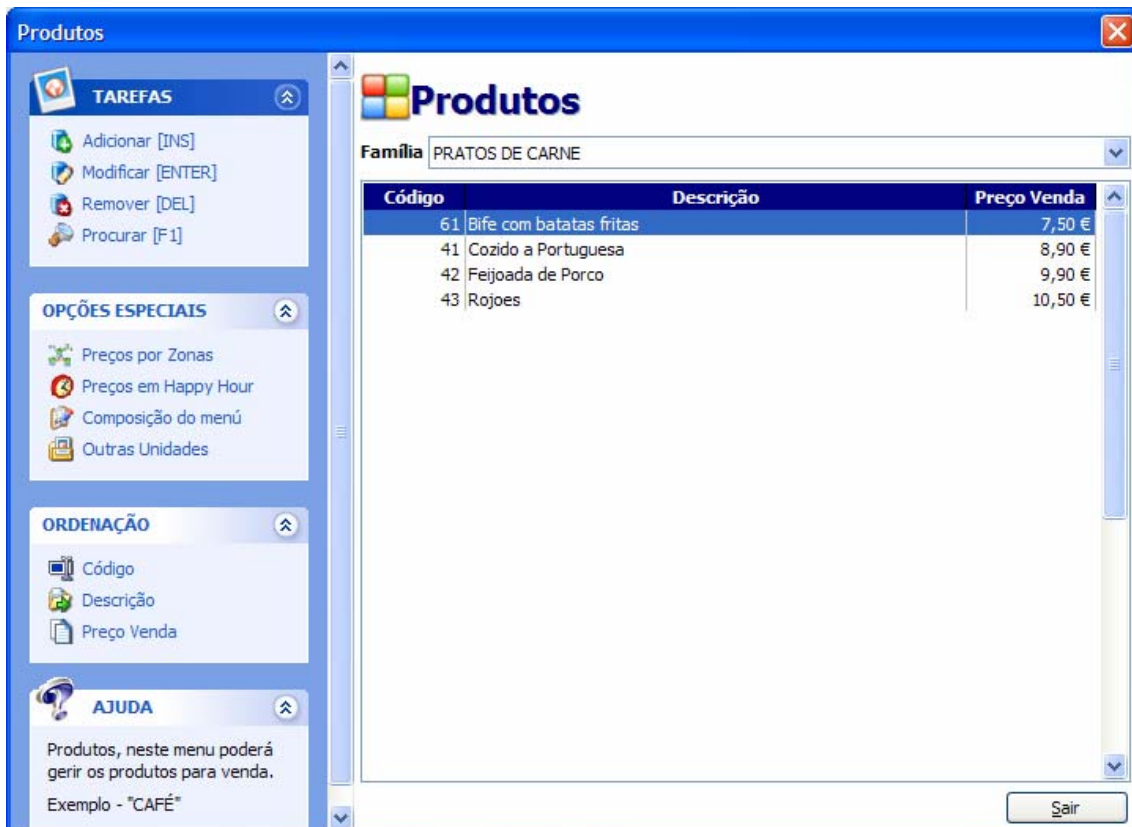 Produtos
TAREFAS
Adicionar [INS]
Modificar [ENTER]
Remover [DEL]
Procurar [F1]
OPÇÕES ESPECIAIS
Preços por Zonas
Preços em Happy Hour
Composição do menú
Outras Unidades
ORDENAÇÃO
Código
Descrição
Preço Venda
AJUDA
Produtos, neste menu poderá
gerir os produtos para venda.
Exemplo - "CAFÉ"
Produtos
Família PRATOS DE CARNE
Código Descrição Preço Venda
61 Bife com batatas fritas 7,50 €
41 Cozido a Portuguesa 8,90 €
42 Feijoada de Porco 9,90 €
43 Rojoes 10,50 €
Sair